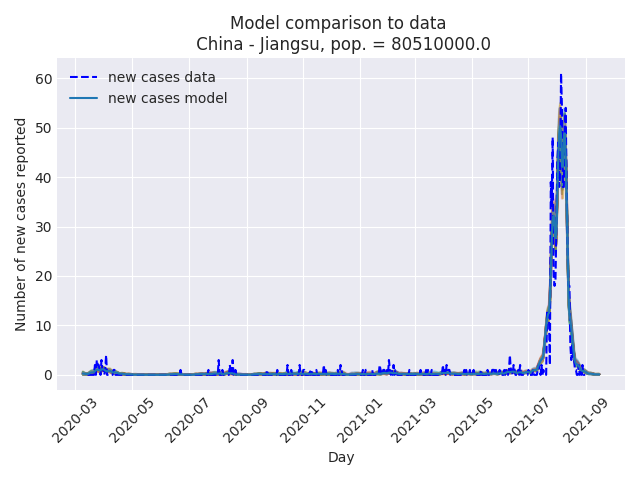 Model comparison to data
China - Jiangsu, pop. = 80510000.0
new cases data
new cases model
Number of new cases reported
60
50
40
30
20
10
0
2020-03
2020-05
2020-07
2020-09
2020-11
2021-01
2021-03
2021-05
2021-07
2021-09
Day